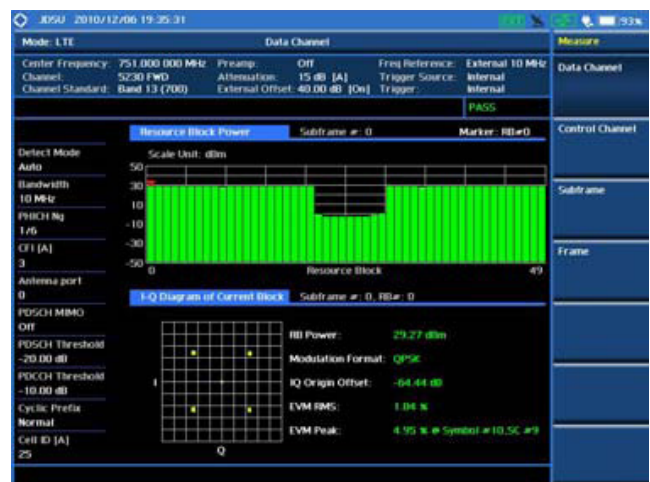 JDSU 2010/12/06 19:35:31
93%
Mode: LTE
Data Channel
Measure
Center Frequency: 751.000 000 MHz
Preamp: Off
Freq Reference: External 10 MHz
Channel: 5230 FWD
Attenuation: 15 dB [A]
Trigger Source: Internal
Channel Standard: Band 13 (700)
External Offset: 40.00 dB [On]
Trigger: Internal
PASS
Data Channel
Control Channel
Subframe
Frame
Resource Block Power
Subframe #: 0
Marker: RB#0
Detect Mode
Auto
Bandwidth
10 MHz
PHICH Ng
1/6
CFI [A]
3
Antenna port
0
PDSCH MIMO
Off
PDSCH Threshold
-20.00 dB
PDCCH Threshold
-10.00 dB
Cyclic Prefix
Normal
Cell ID [A]
25
Scale Unit: dBm
50
30
10
-10
-30
-50
0
Resource Block
49
I-Q Diagram of Current Block
Subframe #: 0, RB#: 0
I
Q
RB Power: 29.27 dBm
Modulation Format: QPSK
IQ Origin Offset: -64.44 dB
EVM RMS: 1.04 %
EVM Peak: 4.95 % @ Symbol #10,SC #9